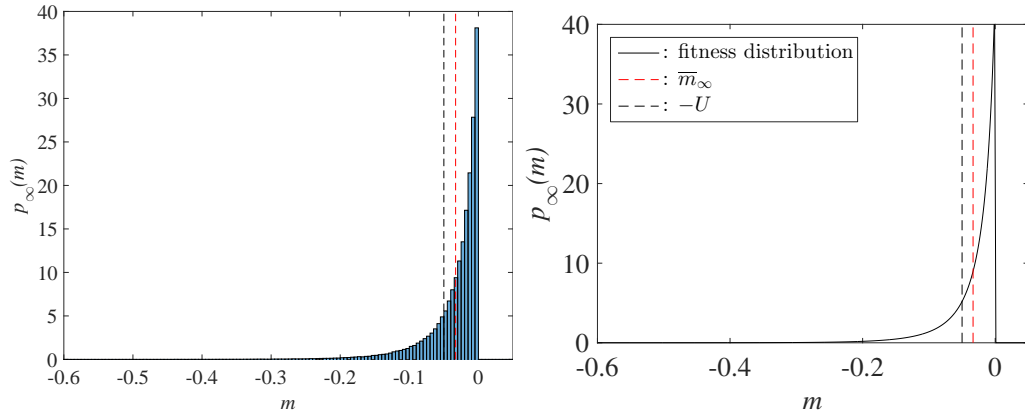 40
35
30
25
20
15
10
5
0
p∞(m)
-0.6 -0.5 -0.4 -0.3 -0.2 -0.1 0
m
40
30
20
10
0
p∞(m)
: fitness distribution
: m̅∞
: −U
-0.6 -0.4 -0.2 0
m